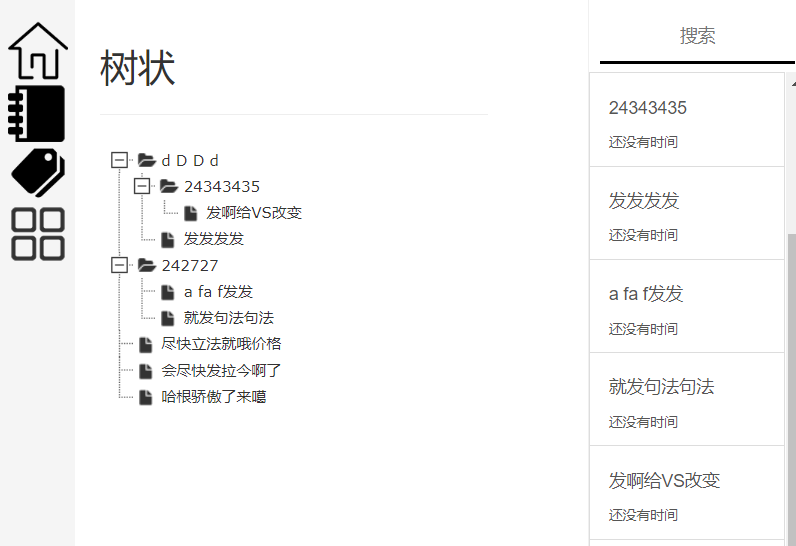 树状
d D D d
24343435
发啊给VS改变
发发发发
242727
a fa f发发
就发句法句法
尽快立法就哦价格
会尽快发拉今啊了
哈根骄傲了来噶
搜索
24343435
还没有时间
发发发发
还没有时间
a fa f发发
还没有时间
就发句法句法
还没有时间
发啊给VS改变
还没有时间